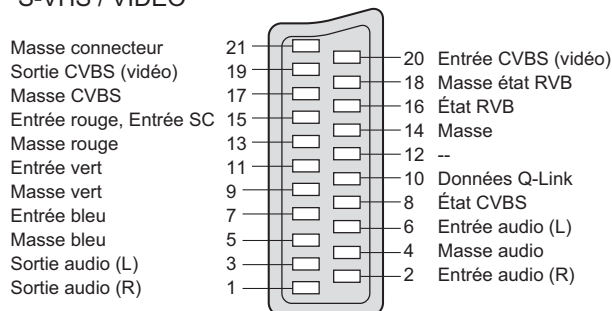 S-VHS / VIDEO
Masse connecteur 21
Sortie CVBS (vidéo) 19
Masse CVBS 17
Entrée rouge, Entrée SC 15
Masse rouge 13
Entrée vert 11
Masse vert 9
Entrée bleu 7
Masse bleu 5
Sortie audio (L) 3
Sortie audio (R) 1
20 Entrée CVBS (vidéo)
18 Masse état RVB
16 État RVB
14 Masse
12 --
10 Données Q-Link
8 État CVBS
6 Entrée audio (L)
4 Masse audio
2 Entrée audio (R)